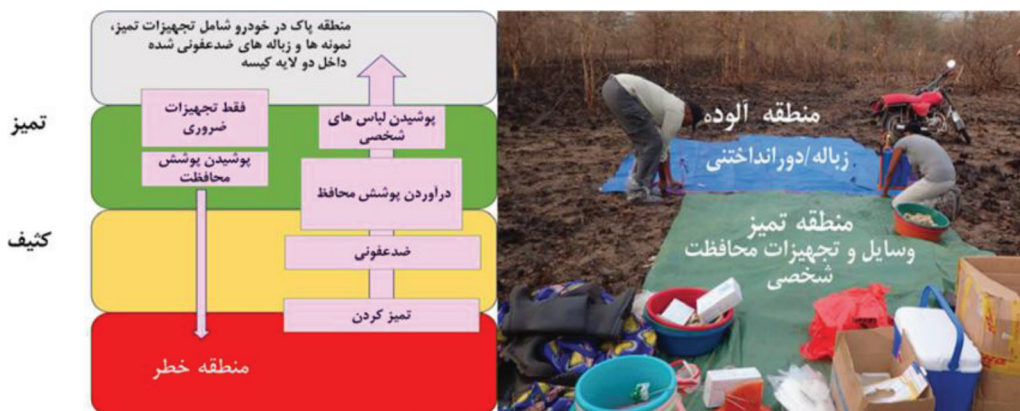 منطقه پاک در خودرو شامل تجهیزات تمیز،
نمونه ها و زباله های ضدعفونی شده
داخل دو لایه کیسه
تمیز
فقط تجهیزات
ضروری
پوشیدن لباس های
شخصی
پوشیدن پوشش
محافظت
درآوردن پوشش محافظ
کثیف
ضدعفونی
تمیز کردن
منطقه خطر
منطقه آلوده
زباله/دورانداختنی
منطقه تمیز
وسایل و تجهیزات محافظت
شخصی